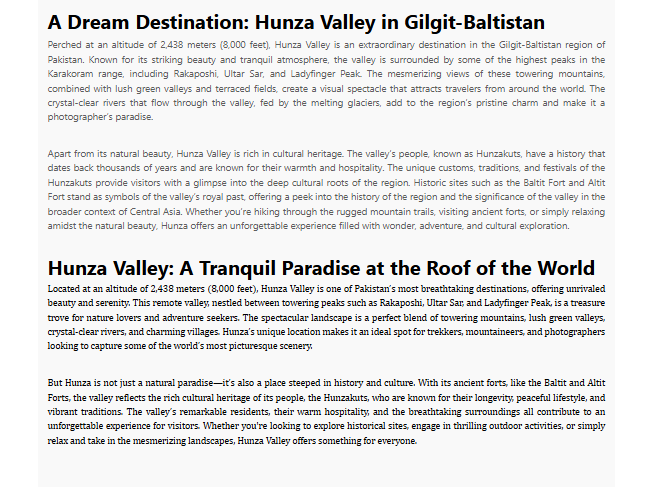 A Dream Destination: Hunza Valley in Gilgit-Baltistan
Perched at an altitude of 2,438 meters (8,000 feet), Hunza Valley is an extraordinary destination in the Gilgit-Baltistan region of
Pakistan. Known for its striking beauty and tranquil atmosphere, the valley is surrounded by some of the highest peaks in the
Karakoram range, including Rakaposhi, Ultar Sar, and Ladyfinger Peak. The mesmerizing views of these towering mountains,
combined with lush green valleys and terraced fields, create a visual spectacle that attracts travelers from around the world. The
crystal-clear rivers that flow through the valley, fed by the melting glaciers, add to the region's pristine charm and make it a
photographer's paradise.
Apart from its natural beauty, Hunza Valley is rich in cultural heritage. The valley's people, known as Hunzakuts, have a history that
dates back thousands of years and are known for their warmth and hospitality. The unique customs, traditions, and festivals of the
Hunzakuts provide visitors with a glimpse into the deep cultural roots of the region. Historic sites such as the Baltit Fort and Altit
Fort stand as symbols of the valley's royal past, offering a peek into the history of the region and the significance of the valley in the
broader context of Central Asia. Whether you're hiking through the rugged mountain trails, visiting ancient forts, or simply relaxing
amidst the natural beauty, Hunza offers an unforgettable experience filled with wonder, adventure, and cultural exploration.
Hunza Valley: A Tranquil Paradise at the Roof of the World
Located at an altitude of 2,438 meters (8,000 feet), Hunza Valley is one of Pakistan's most breathtaking destinations, offering unrivaled
beauty and serenity. This remote valley, nestled between towering peaks such as Rakaposhi, Ultar Sar, and Ladyfinger Peak, is a treasure
trove for nature lovers and adventure seekers. The spectacular landscape is a perfect blend of towering mountains, lush green valleys,
crystal-clear rivers, and charming villages. Hunza's unique location makes it an ideal spot for trekkers, mountaineers, and photographers
looking to capture some of the world's most picturesque scenery.
But Hunza is not just a natural paradise—it's also a place steeped in history and culture. With its ancient forts, like the Baltit and Altit
Forts, the valley reflects the rich cultural heritage of its people, the Hunzakuts, who are known for their longevity, peaceful lifestyle, and
vibrant traditions. The valley's remarkable residents, their warm hospitality, and the breathtaking surroundings all contribute to an
unforgettable experience for visitors. Whether you're looking to explore historical sites, engage in thrilling outdoor activities, or simply
relax and take in the mesmerizing landscapes, Hunza Valley offers something for everyone.